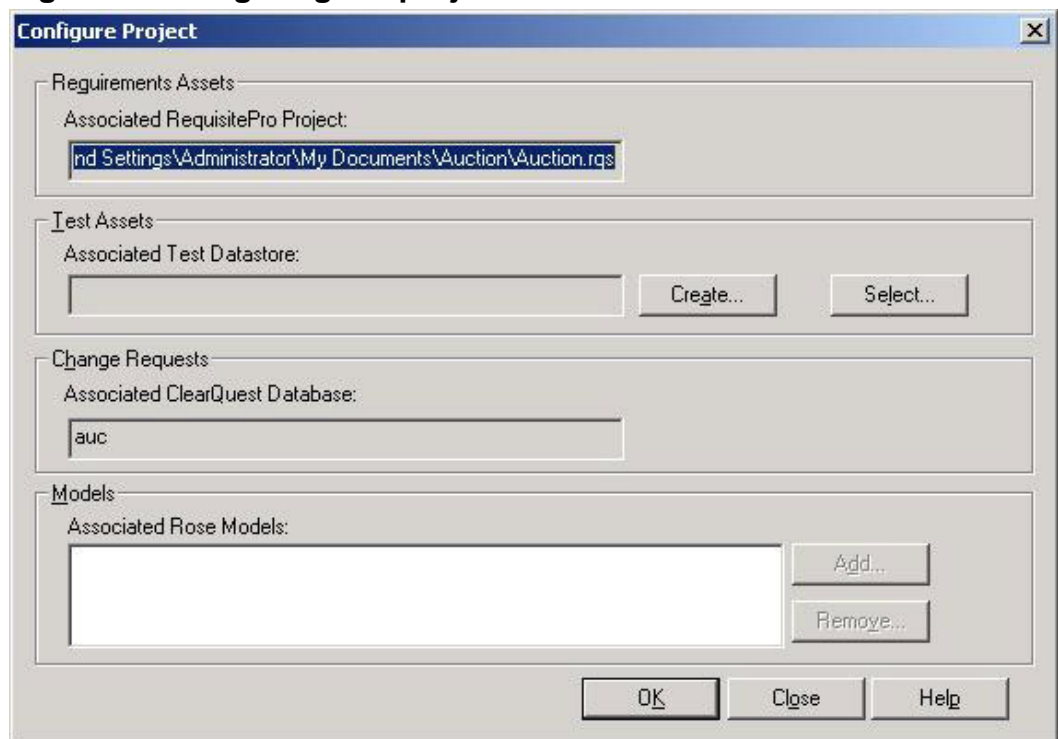 Configure Project
Reguirements Assets
Associated RequisitePro Project:
nd Settings\Administrator\My Documents\Auction\Auction.rqs
Test Assets
Associated Test Datastore:
Create...
Select...
Change Requests
Associated ClearQuest Database:
auc
Models
Associated Rose Models:
Add...
Remove...
OK
Close
Help